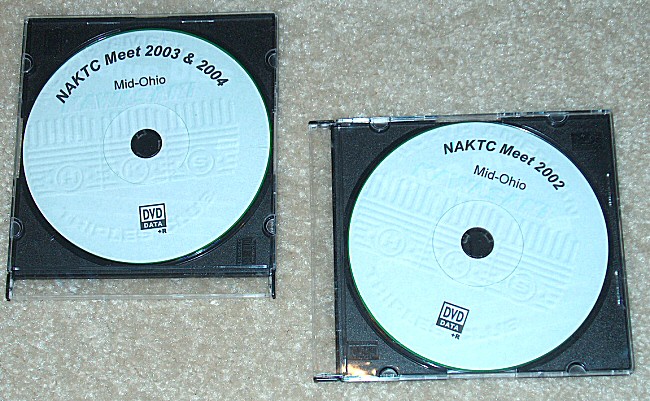 NAKTC Meet 2003 & 2004
Mid-Ohio
DVD
DATA
+R
NAKTC Meet 2002
Mid-Ohio
DVD
DATA
+R